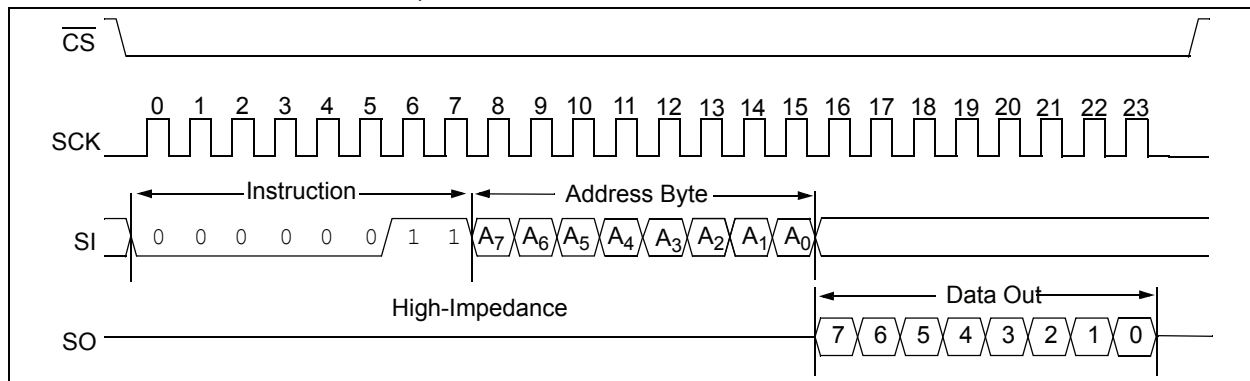 CS
0 1 2 3 4 5 6 7 8 9 10 11 12 13 14 15 16 17 18 19 20 21 22 23
SCK
Instruction Address Byte
SI 0 0 0 0 0 0 1 1 A7 A6 A5 A4 A3 A2 A1 A0
High-Impedance Data Out
SO 7 6 5 4 3 2 1 0